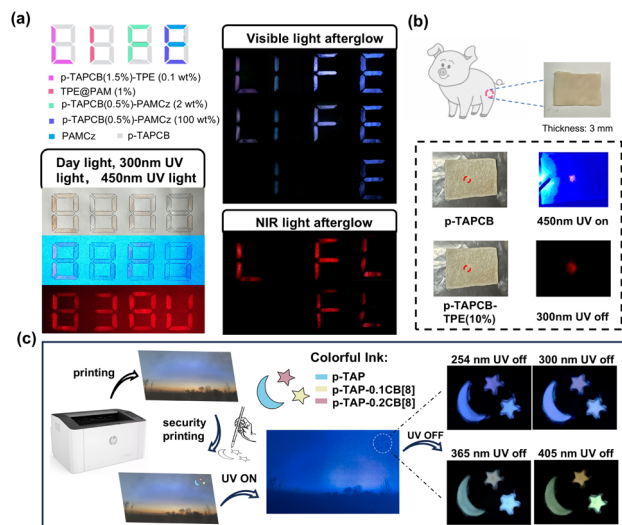 (a)
p-TAPCB(1.5%)-TPE (0.1 wt%)
TPE@PAM (1%)
p-TAPCB(0.5%)-PAMCz (2 wt%)
p-TAPCB(0.5%)-PAMCz (100 wt%)
PAMCz
p-TAPCB
Day light, 300nm UV
light, 450nm UV light
Visible light afterglow
NIR light afterglow
(b)
Thickness: 3 mm
p-TAPCB
450nm UV on
p-TAPCB-
TPE(10%)
300nm UV off
(c)
printing
security
printing
UV ON
Colorful Ink:
p-TAP
p-TAP-0.1CB[8]
p-TAP-0.2CB[8]
UV OFF
254 nm UV off
300 nm UV off
365 nm UV off
405 nm UV off